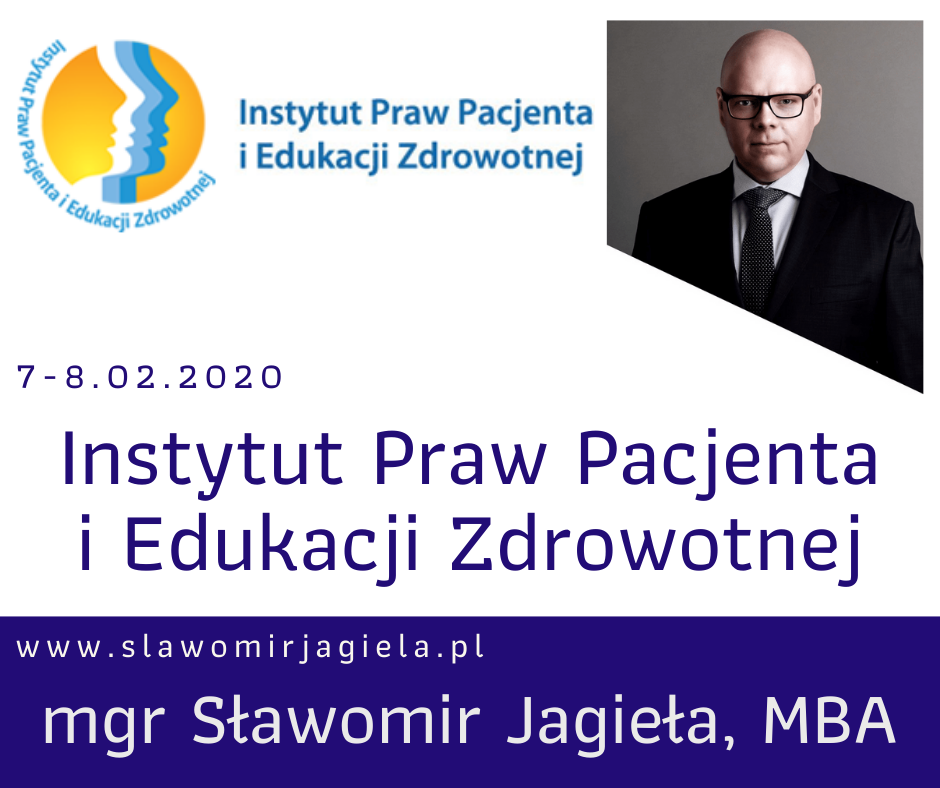 Instytut Praw Pacjenta i Edukacji Zdrowotnej
Instytut Praw Pacjenta
i Edukacji Zdrowotnej
7-8.02.2020
Instytut Praw Pacjenta
i Edukacji Zdrowotnej
www.slawomirjagiela.pl
mgr Sławomir Jagieła, MBA